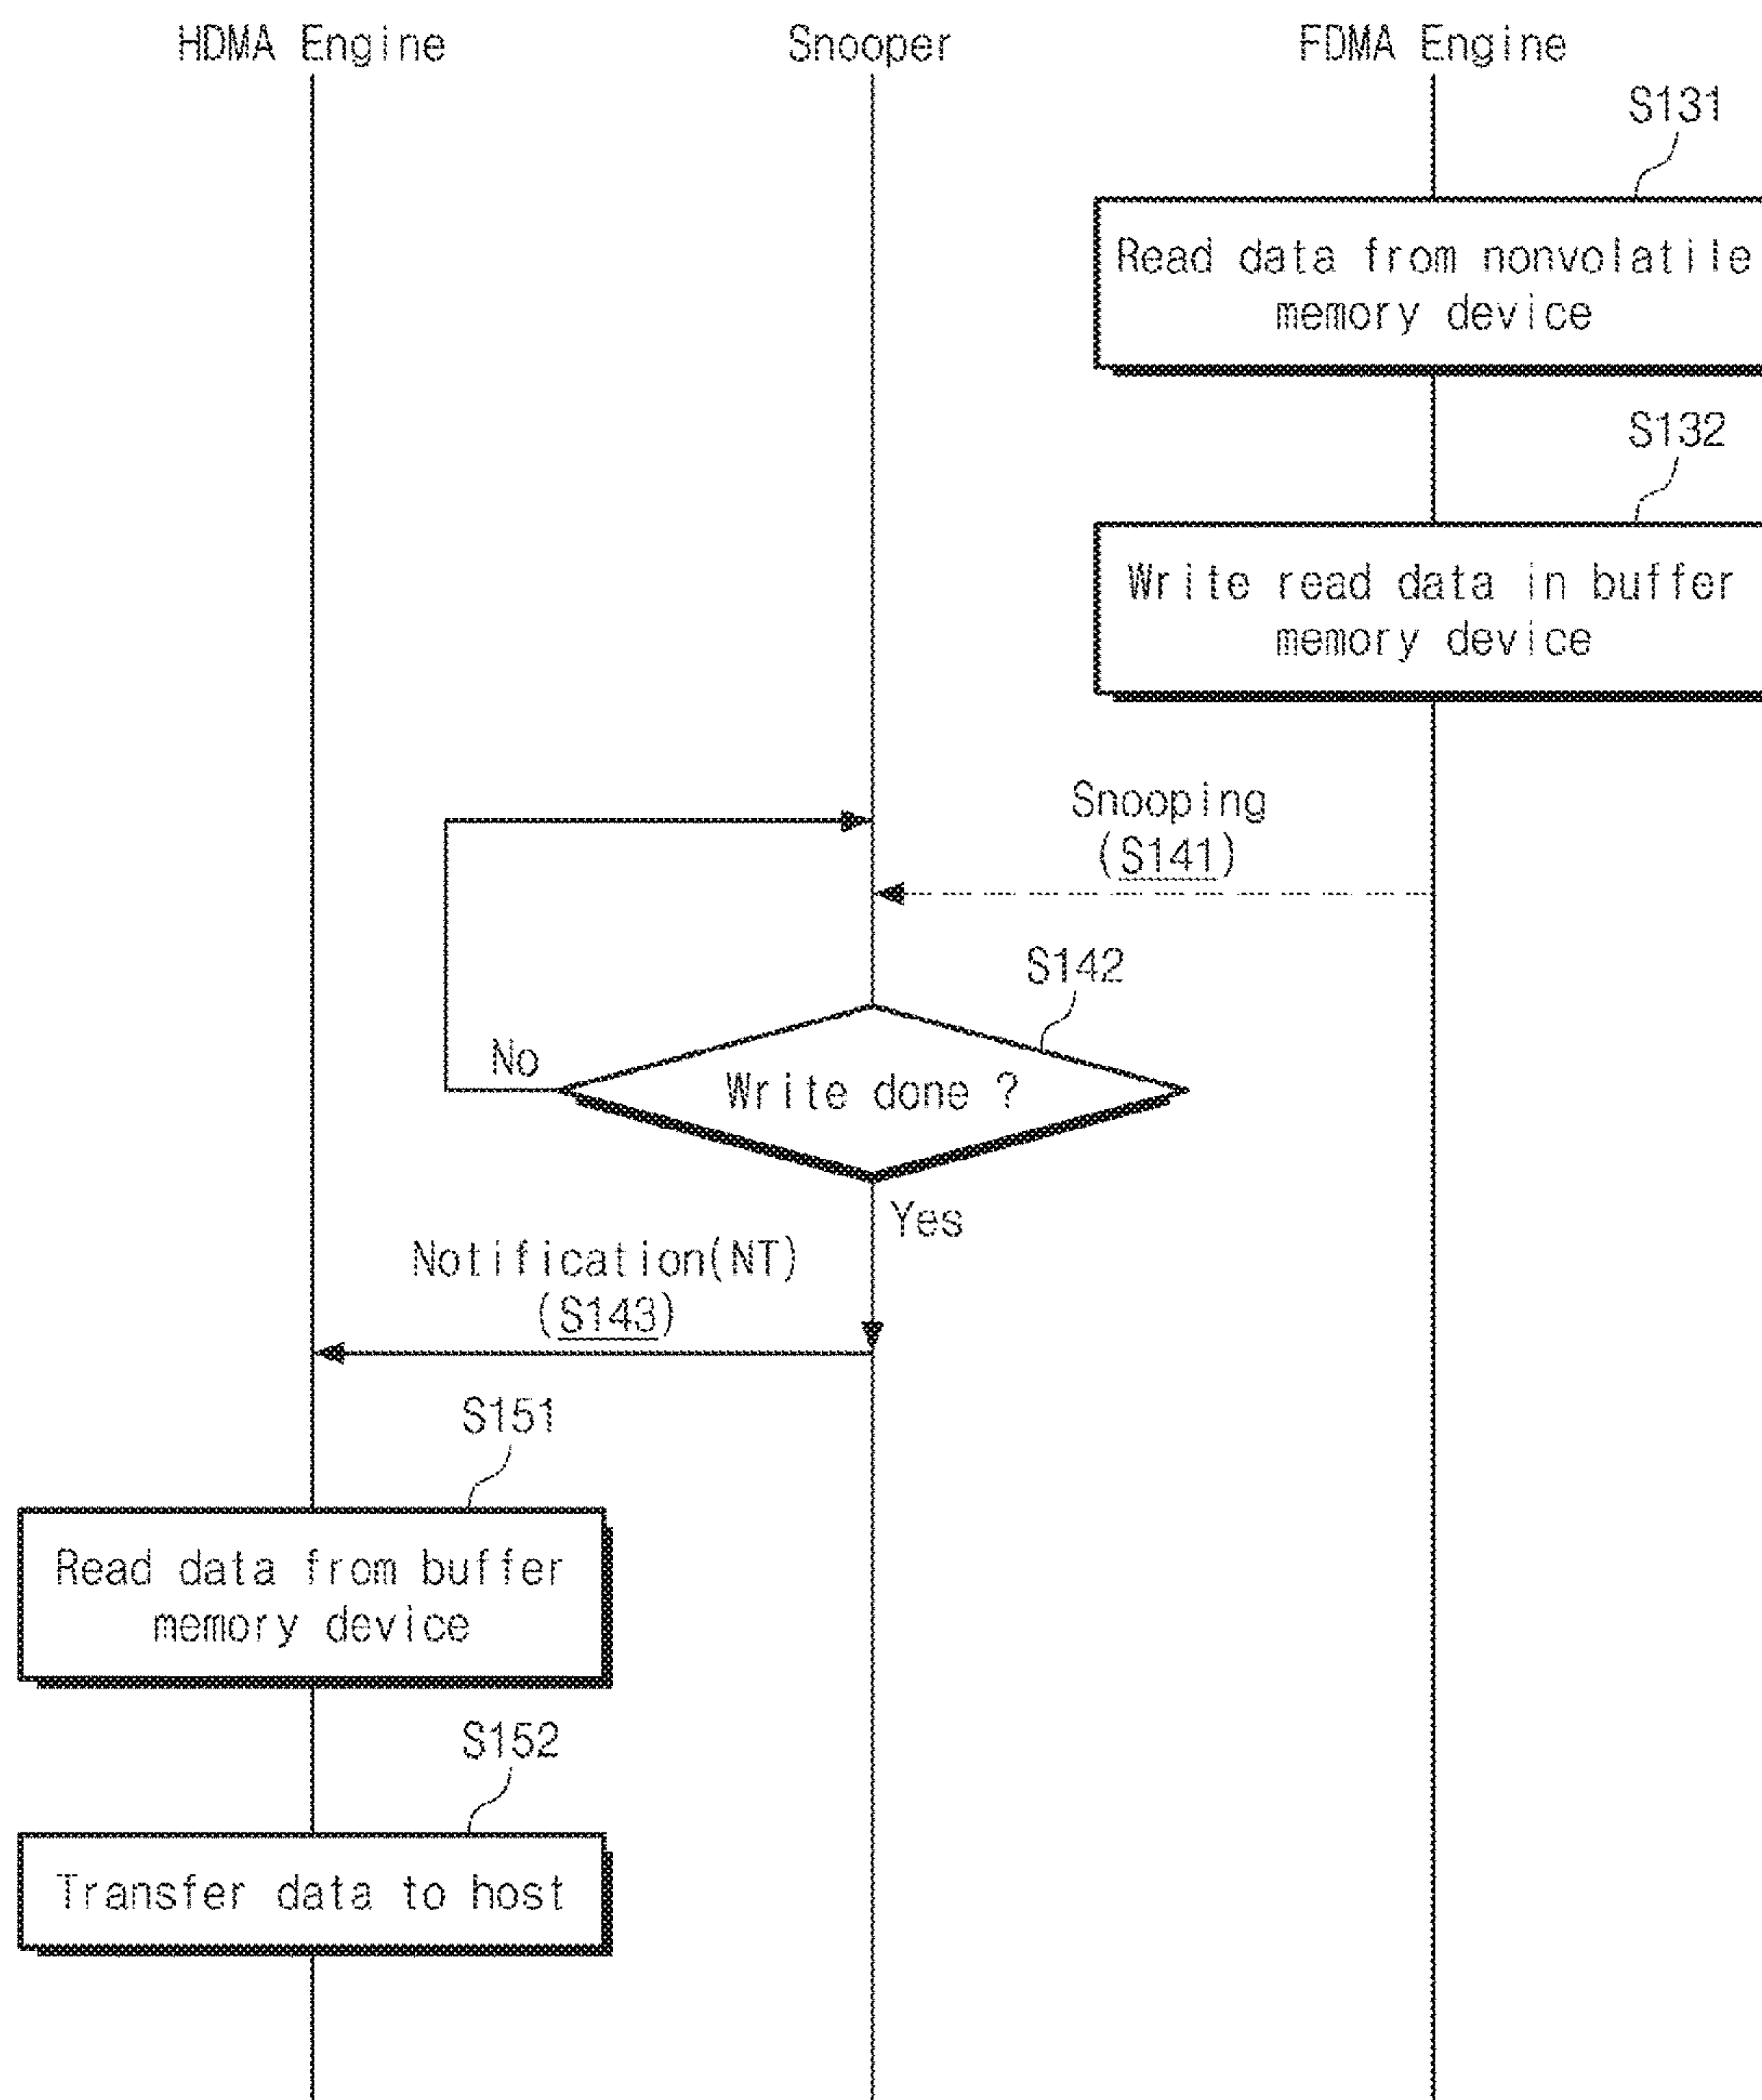 HDMA Engine
Snooper
FDMA Engine
S131
Read data from nonvolatile
memory device
S132
Write read data in buffer
memory device
Snooping
(S141)
S142
No
Write done ?
Yes
Notification(NT)
(S143)
S151
Read data from buffer
memory device
S152
Transfer data to host